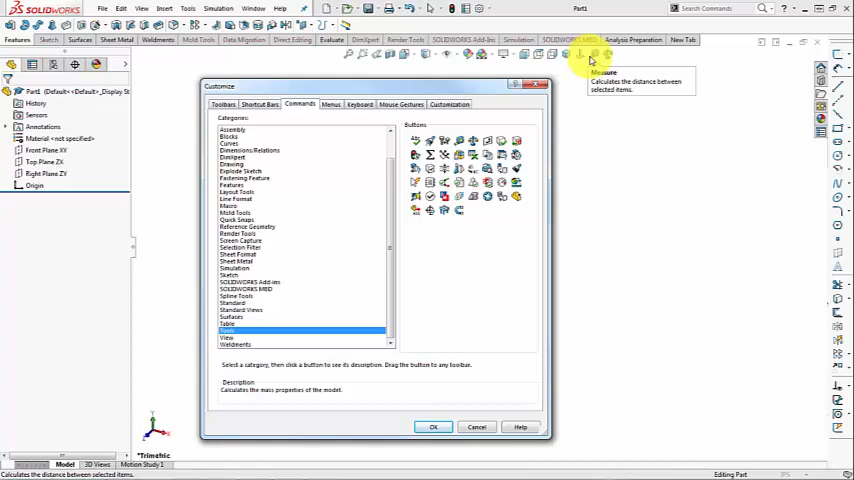 SOLIDWORKS File Edit View Insert Tools Simulation Window Help Part1 Search Commands
Features Sketch Surfaces Sheet Metal Weldments Mold Tools Data Migration Direct Editing Evaluate DimXpert Render Tools SOLIDWORKS Add-Ins Simulation SOLIDWORKS MBD Analysis Preparation New Tab
Measure
Calculates the distance between
selected items.
Part1 (Default<<Default>_Display St
History
Sensors
Annotations
Material <not specified>
Front Plane XY
Top Plane ZX
Right Plane ZY
Origin
Customize
Toolbars Shortcut Bars Commands Menus Keyboard Mouse Gestures Customization
Categories:
Assembly
Blocks
Curves
Dimensions/Relations
DimXpert
Drawing
Explode Sketch
Fastening Feature
Features
Layout Tools
Line Format
Macro
Mold Tools
Quick Snaps
Reference Geometry
Render Tools
Screen Capture
Selection Filter
Sheet Format
Sheet Metal
Simulation
Sketch
SOLIDWORKS Add-ins
SOLIDWORKS MBD
Spline Tools
Standard
Standard Views
Surfaces
Table
Tools
View
Weldments
Buttons
Select a category, then click a button to see its description. Drag the button to any toolbar.
Description
Calculates the mass properties of the model.
OK Cancel Help
*Trimetric
Model 3D Views Motion Study 1
Calculates the distance between selected items. Editing Part IPS